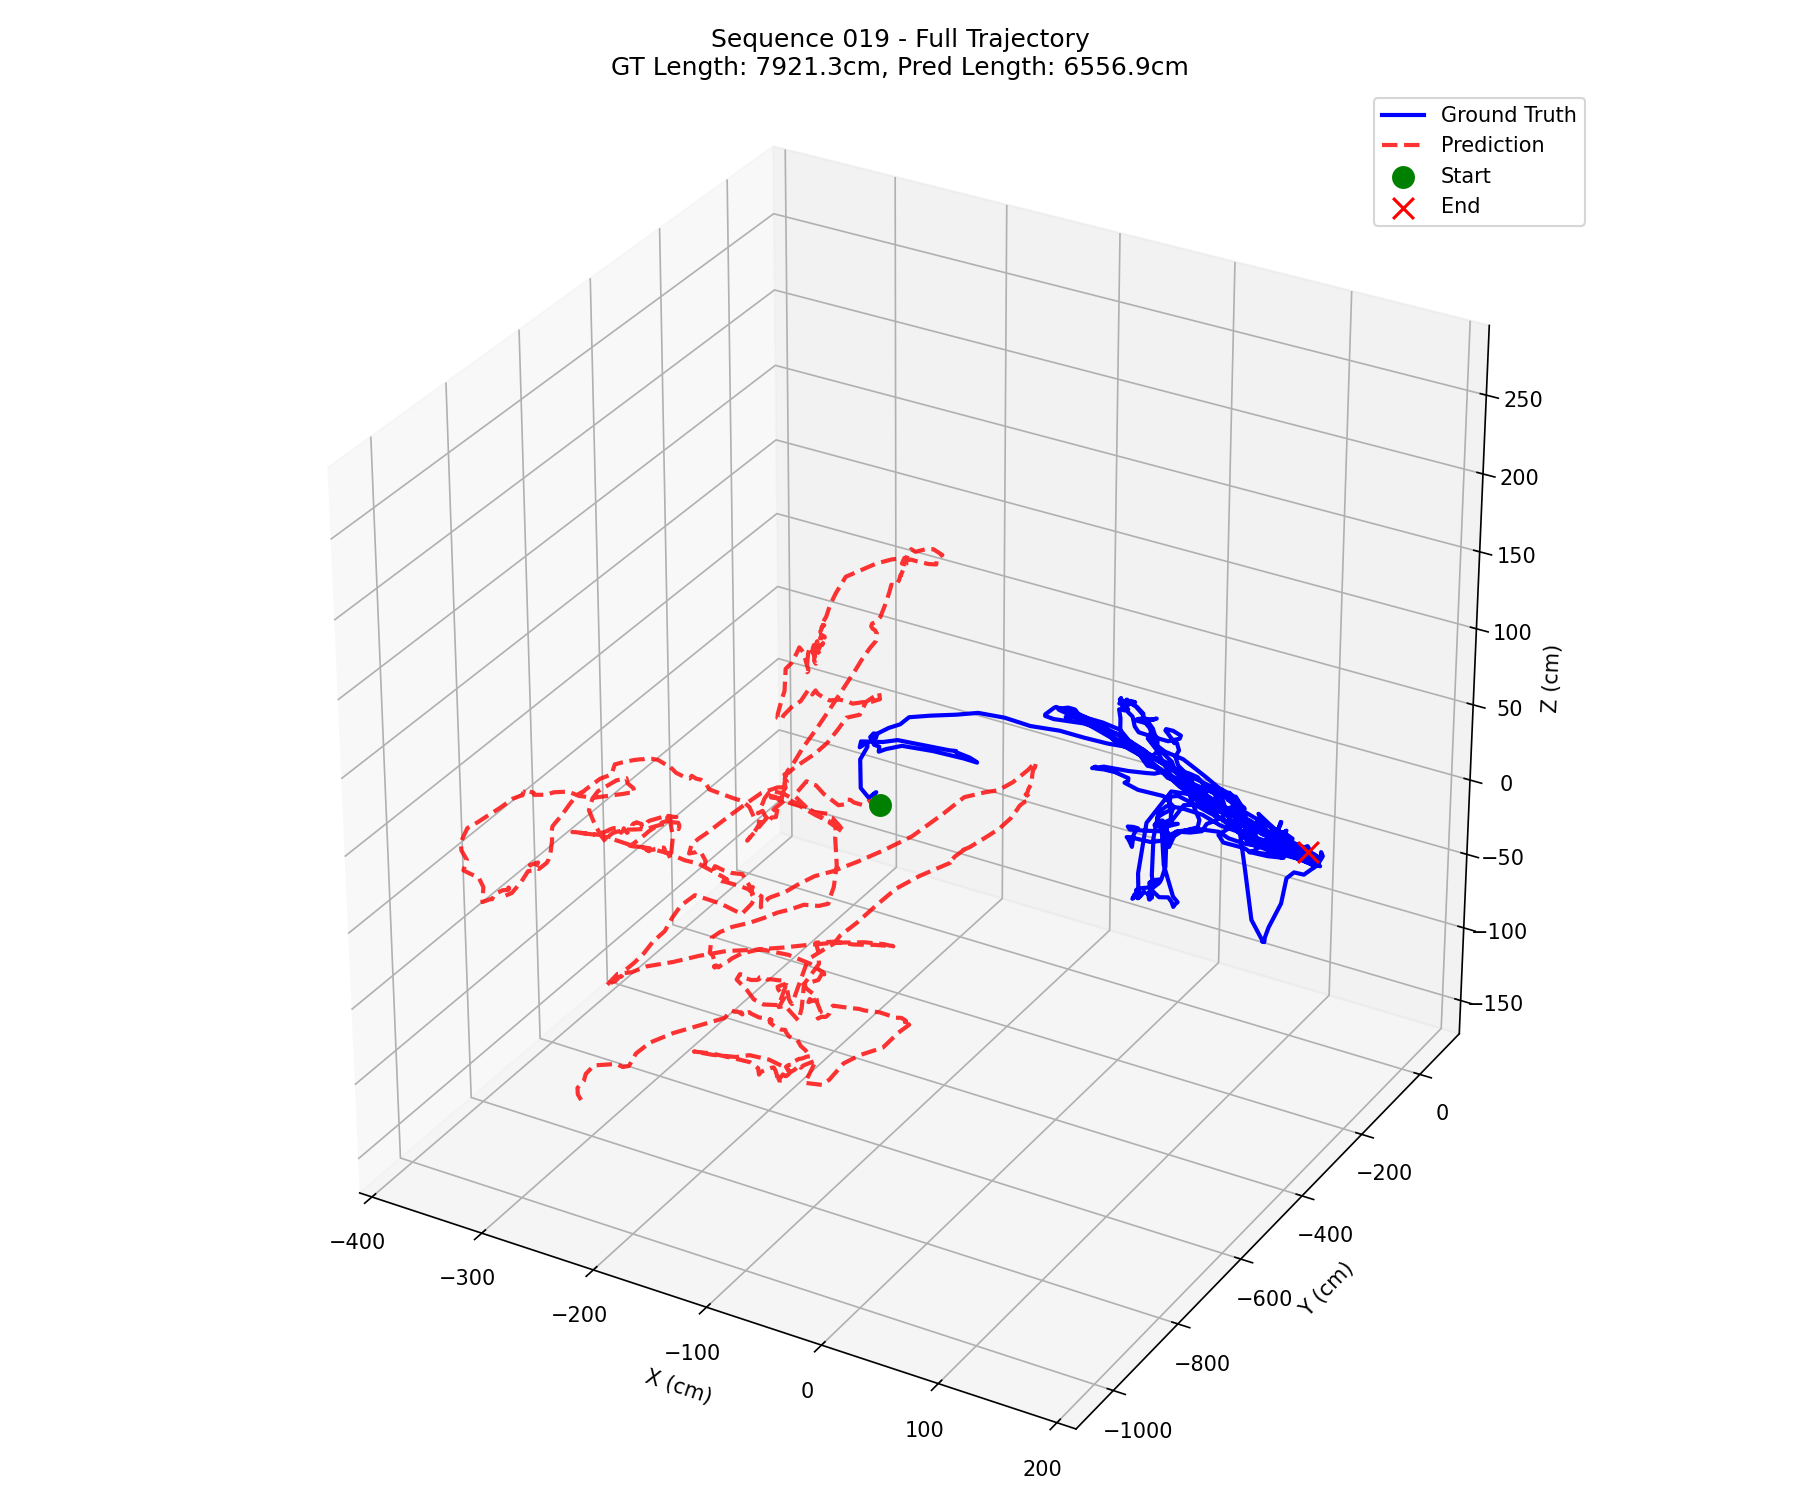 Sequence 019 - Full Trajectory
GT Length: 7921.3cm, Pred Length: 6556.9cm
Ground Truth
Prediction
Start
End
250
200
150
100
50
0
−50
−100
−150
Z (cm)
0
−200
−400
−600
−800
−1000
Y (cm)
−400
−300
−200
−100
0
100
200
X (cm)